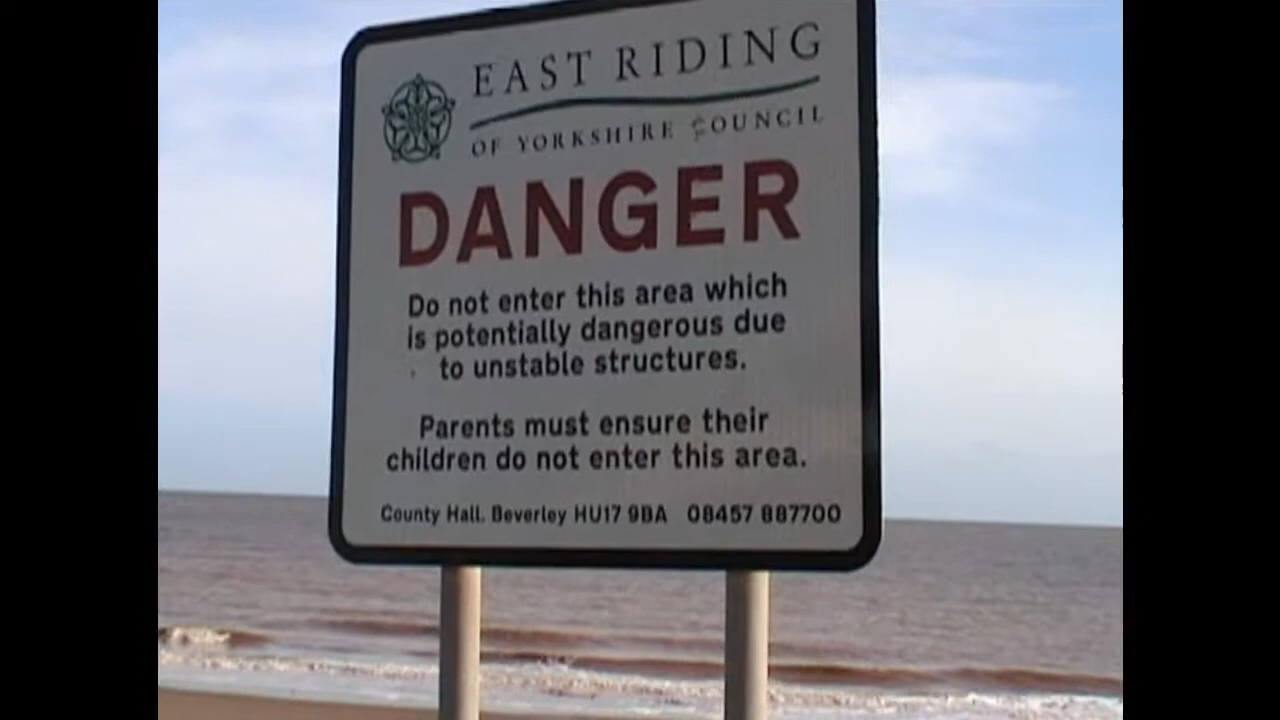 EAST RIDING
OF YORKSHIRE COUNCIL
DANGER
Do not enter this area which
is potentially dangerous due
to unstable structures.
Parents must ensure their
children do not enter this area.
County Hall. Beverley HU17 9BA 08457 887700